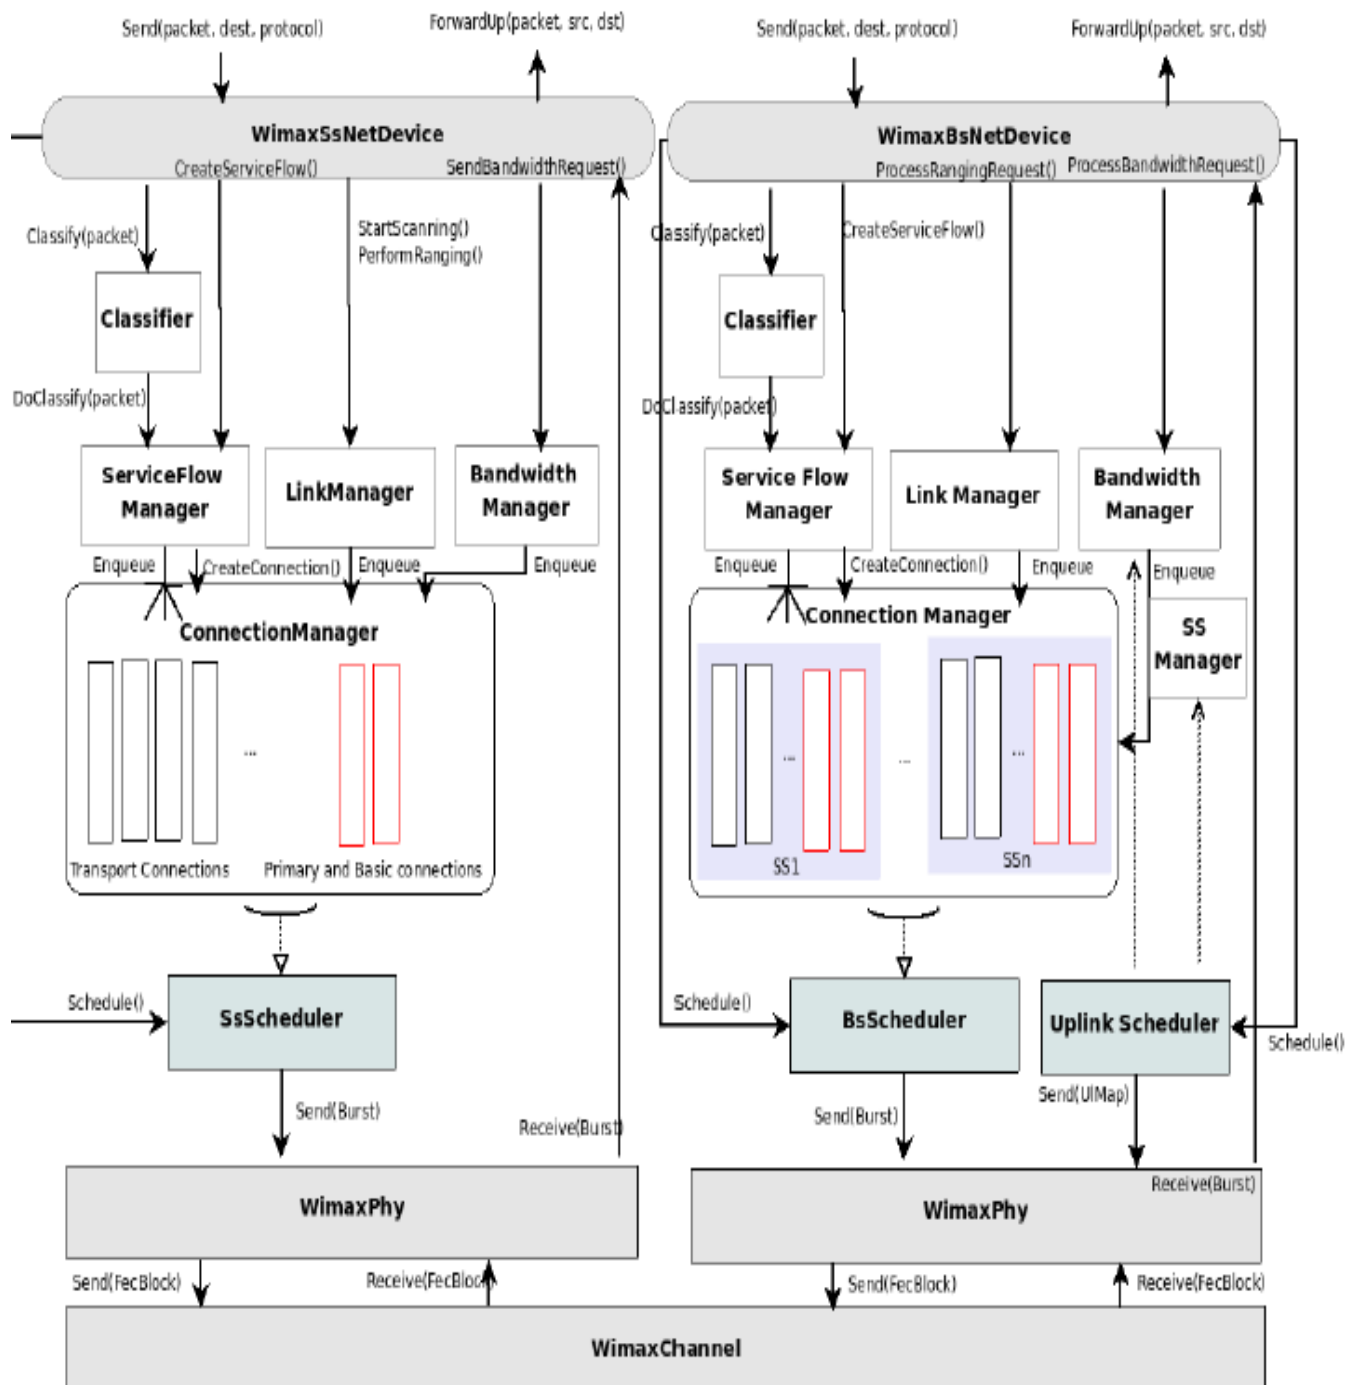 Send(packet, dest, protocol)
ForwardUp(packet, src, dst)
WimaxSsNetDevice
CreateServiceFlow()
SendBandwidthRequest()
Classify(packet)
StartScanning()
PerformRanging()
Classifier
DoClassify(packet)
ServiceFlow
Manager
LinkManager
Bandwidth
Manager
Enqueue
CreateConnection()
Enqueue
Enqueue
ConnectionManager
...
Transport Connections
Primary and Basic connections
Schedule()
SsScheduler
Send(Burst)
Receive(Burst)
WimaxPhy
Send(FecBlock)
Receive(FecBlock)
Send(packet, dest, protocol)
ForwardUp(packet, src, dst)
WimaxBsNetDevice
ProcessRangingRequest()
ProcessBandwidthRequest()
Classify(packet)
CreateServiceFlow()
Classifier
DoClassify(packet)
Service Flow
Manager
Link Manager
Bandwidth
Manager
Enqueue
CreateConnection()
Enqueue
Enqueue
Connection Manager
SS
Manager
...
...
...
SS1
SSn
Schedule()
BsScheduler
Uplink Scheduler
Schedule()
Send(Burst)
Send(UlMap)
Receive(Burst)
WimaxPhy
Send(FecBlock)
Receive(FecBlock)
WimaxChannel